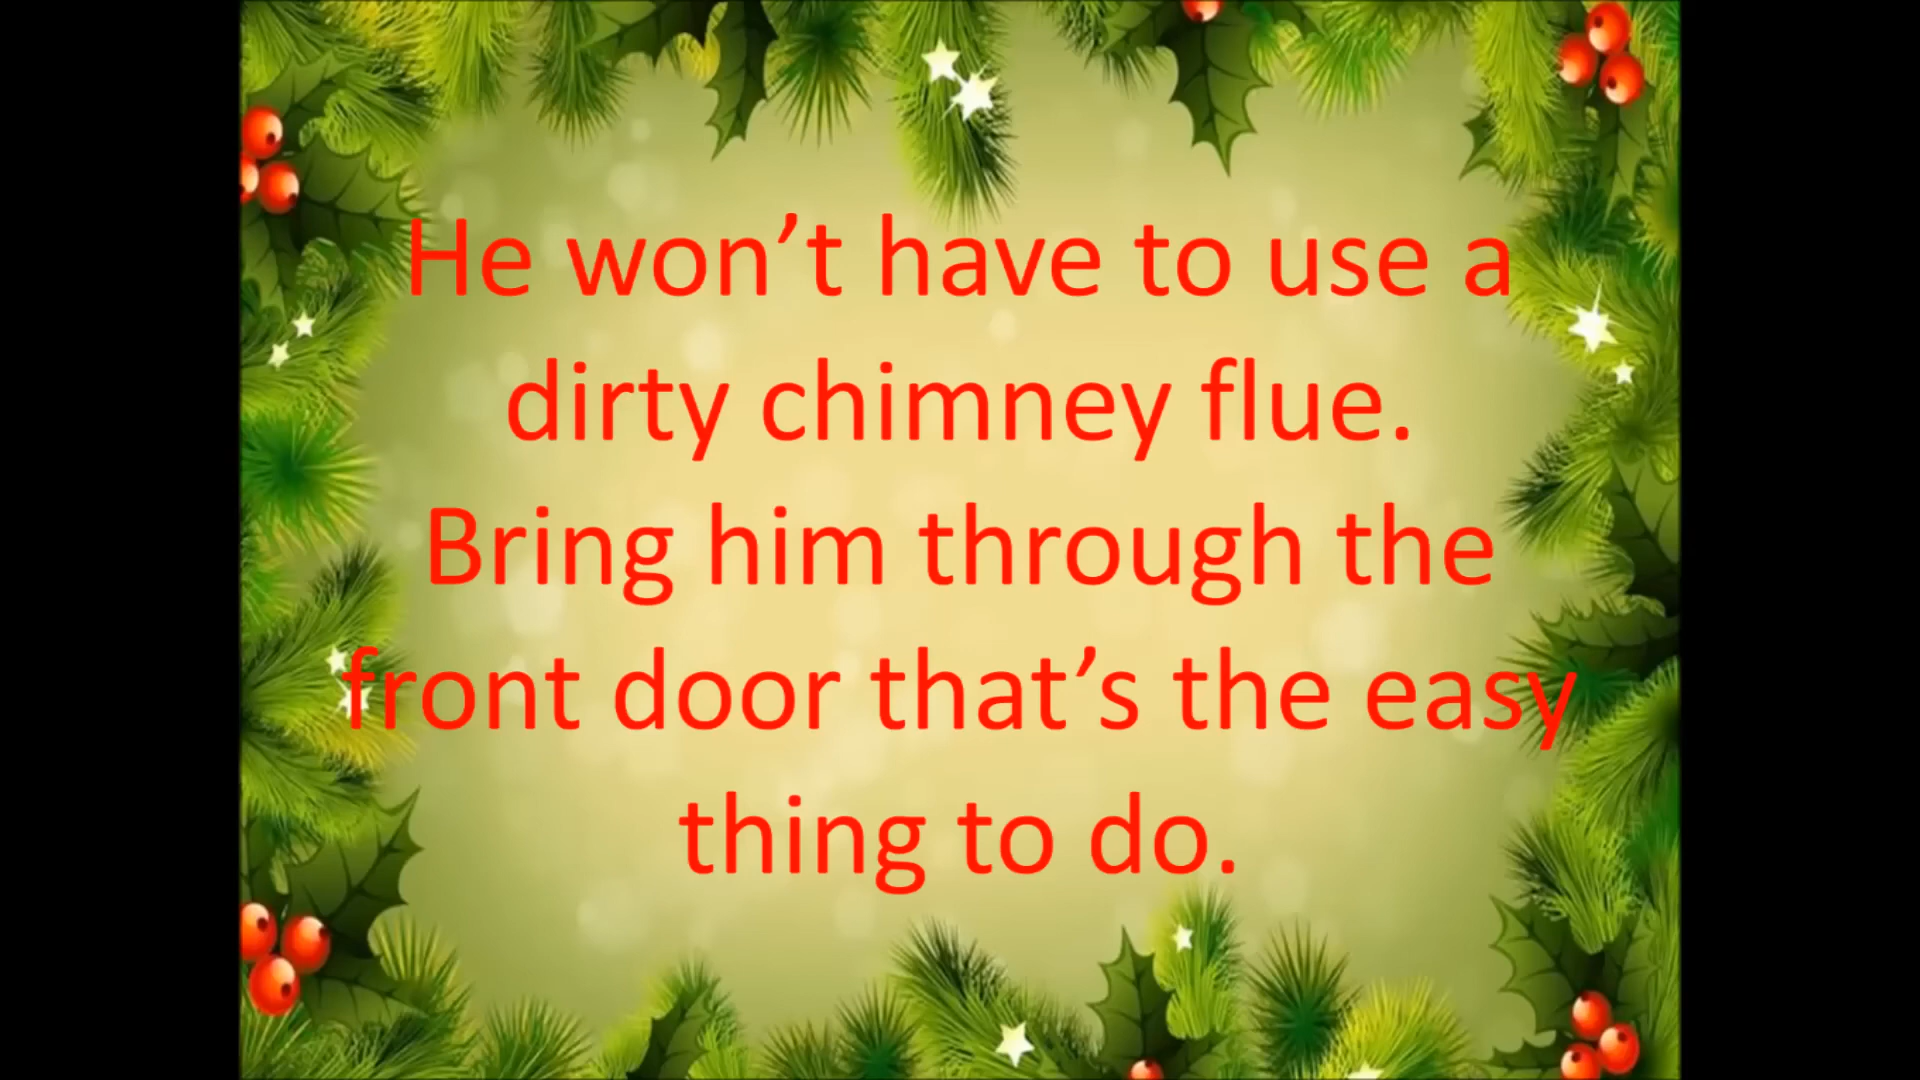 He won’t have to use a
dirty chimney flue.
Bring him through the
front door that’s the easy
thing to do.